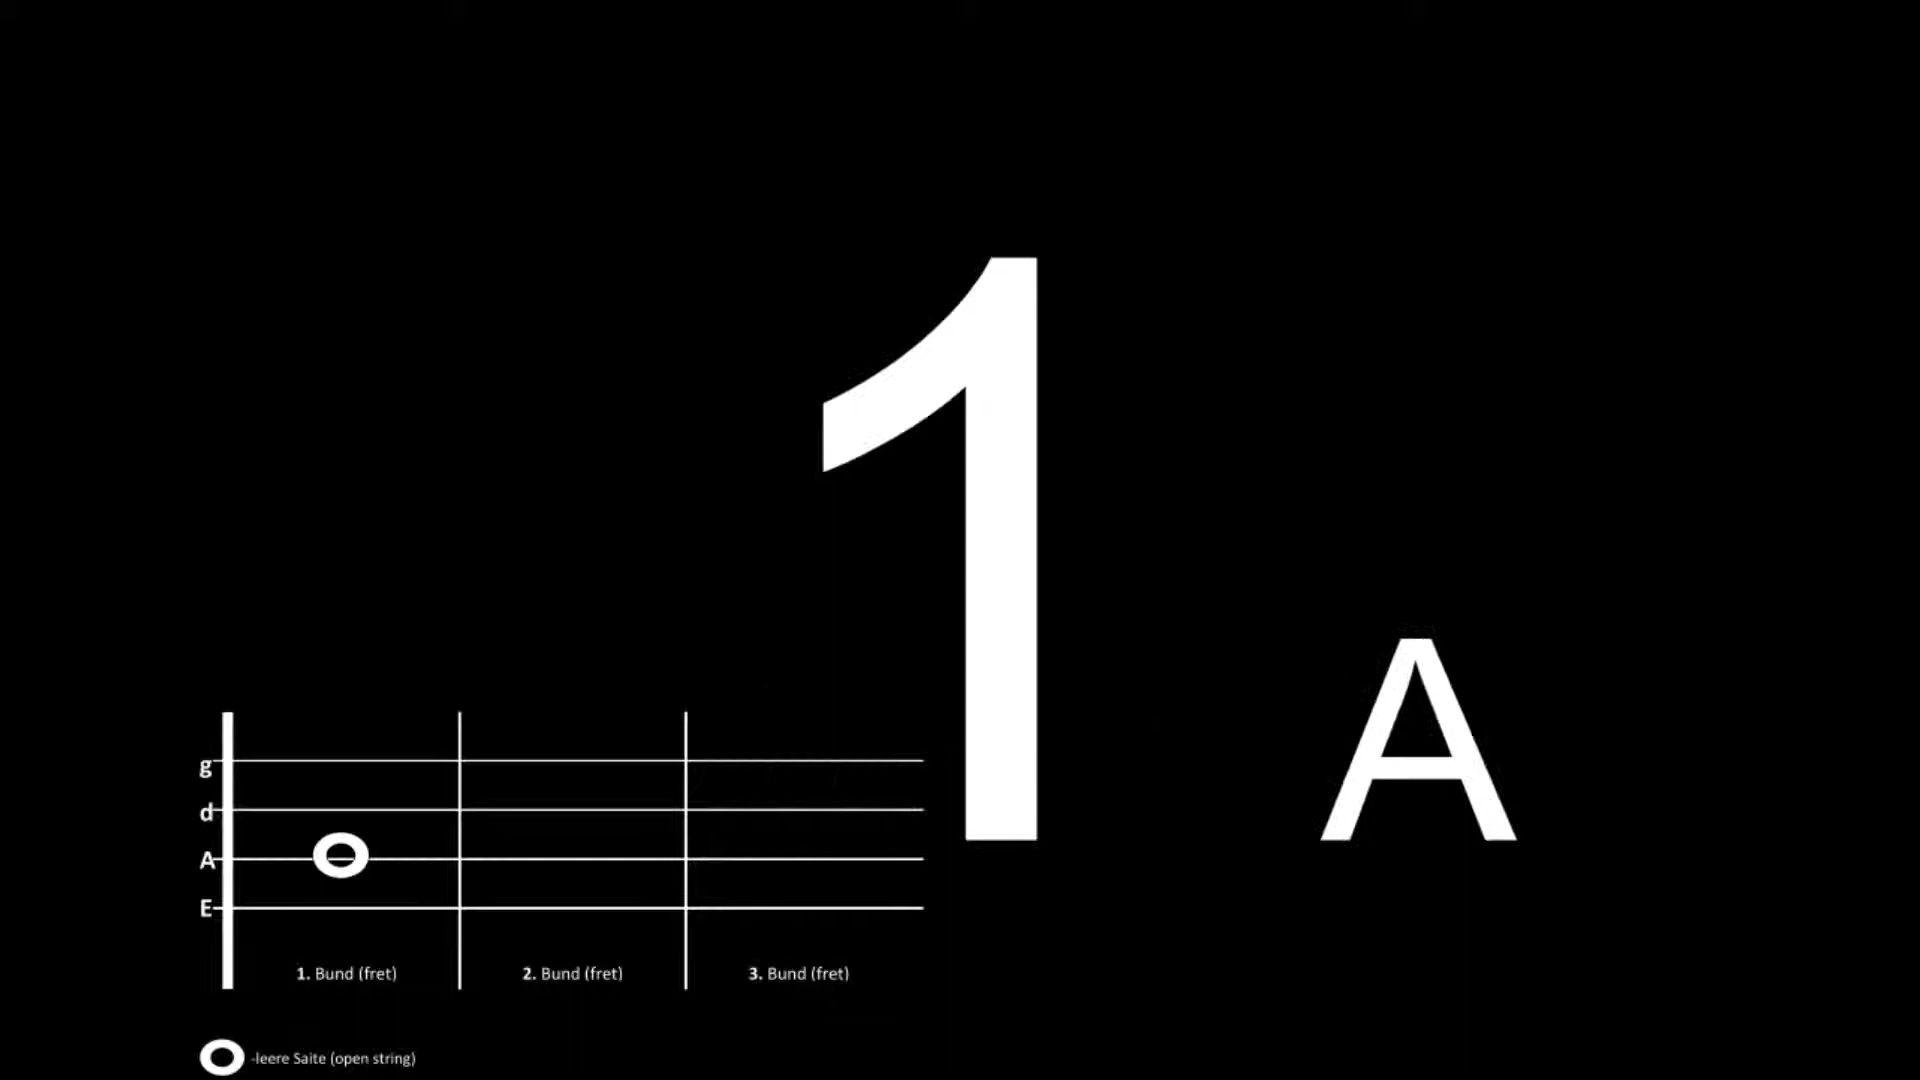 1
A
g
d
A
E
1. Bund (fret) 2. Bund (fret) 3. Bund (fret)
-leere Saite (open string)